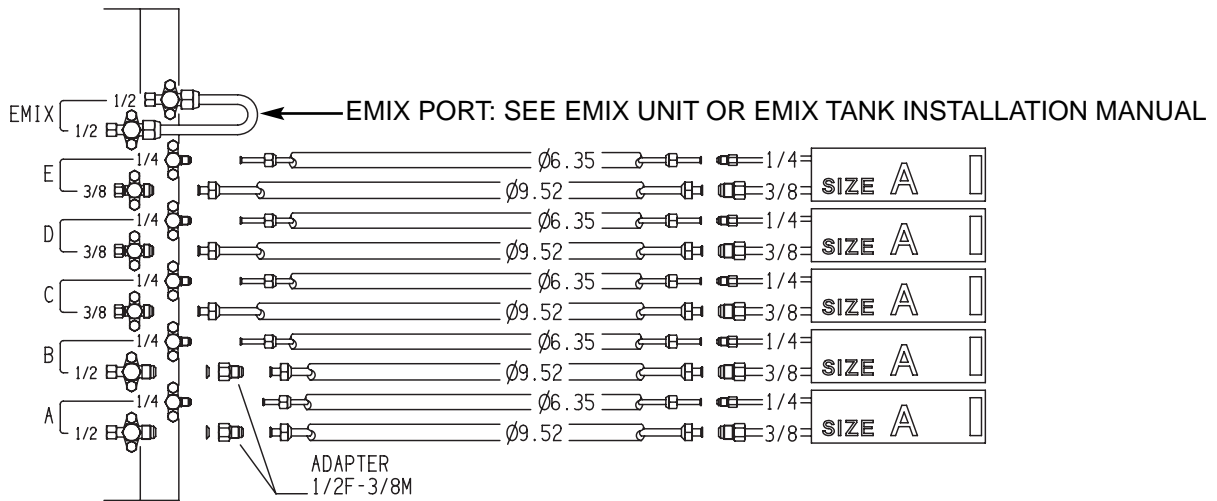 EMIX 1/2
1/2
EMIX PORT: SEE EMIX UNIT OR EMIX TANK INSTALLATION MANUAL
E 1/4 Ø6.35 1/4
3/8 Ø9.52 3/8 SIZE A
D 1/4 Ø6.35 1/4
3/8 Ø9.52 3/8 SIZE A
C 1/4 Ø6.35 1/4
3/8 Ø9.52 3/8 SIZE A
B 1/4 Ø6.35 1/4
1/2 Ø9.52 3/8 SIZE A
A 1/4 Ø6.35 1/4
1/2 Ø9.52 3/8 SIZE A
ADAPTER
1/2F-3/8M